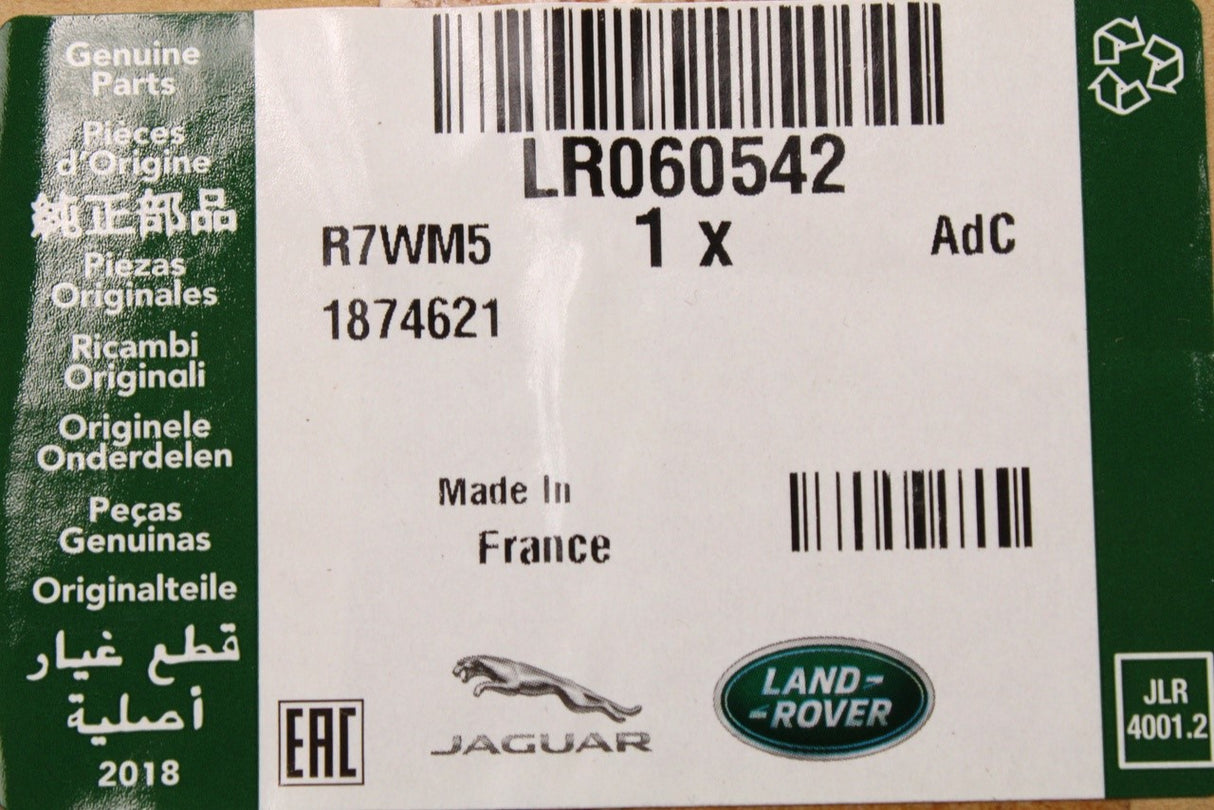 Genuine
Parts
Pièces
d'Origine
純正部品
Piezas
Originales
Ricambi
Originali
Originele
Onderdelen
Peças
Genuinas
Originalteile
قطع غيار
أصلية
2018
LR060542
R7WM5 1 x AdC
1874621
Made In
France
EAC
JAGUAR
LAND-
-ROVER
JLR
4001.2